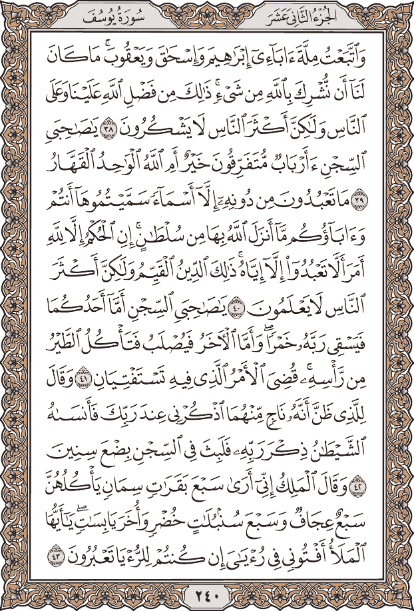 الجزء الثاني عشر
سورة يوسف
وَٱتَّبَعْتُ مِلَّةَ ءَابَآءِىٓ إِبْرَٰهِيمَ وَإِسْحَٰقَ وَيَعْقُوبَ ۚ مَا كَانَ
لَنَآ أَن نُّشْرِكَ بِٱللَّهِ مِن شَىْءٍ ۚ ذَٰلِكَ مِن فَضْلِ ٱللَّهِ عَلَيْنَا وَعَلَى
ٱلنَّاسِ وَلَٰكِنَّ أَكْثَرَ ٱلنَّاسِ لَا يَشْكُرُونَ ٣٨ يَٰصَٰحِبَىِ
ٱلسِّجْنِ ءَأَرْبَابٌ مُّتَفَرِّقُونَ خَيْرٌ أَمِ ٱللَّهُ ٱلْوَٰحِدُ ٱلْقَهَّارُ
٣٩ مَا تَعْبُدُونَ مِن دُونِهِۦٓ إِلَّآ أَسْمَآءً سَمَّيْتُمُوهَآ أَنتُمْ
وَءَابَآؤُكُم مَّآ أَنزَلَ ٱللَّهُ بِهَا مِن سُلْطَٰنٍ ۚ إِنِ ٱلْحُكْمُ إِلَّا لِلَّهِ ۚ
أَمَرَ أَلَّا تَعْبُدُوٓا۟ إِلَّآ إِيَّاهُ ۚ ذَٰلِكَ ٱلدِّينُ ٱلْقَيِّمُ وَلَٰكِنَّ أَكْثَرَ
ٱلنَّاسِ لَا يَعْلَمُونَ ٤٠ يَٰصَٰحِبَىِ ٱلسِّجْنِ أَمَّآ أَحَدُكُمَا
فَيَسْقِى رَبَّهُۥ خَمْرًا ۖ وَأَمَّا ٱلْءَاخَرُ فَيُصْلَبُ فَتَأْكُلُ ٱلطَّيْرُ
مِن رَّأْسِهِۦ ۚ قُضِىَ ٱلْأَمْرُ ٱلَّذِى فِيهِ تَسْتَفْتِيَانِ ٤١ وَقَالَ
لِلَّذِى ظَنَّ أَنَّهُۥ نَاجٍ مِّنْهُمَا ٱذْكُرْنِى عِندَ رَبِّكَ فَأَنسَىٰهُ
ٱلشَّيْطَٰنُ ذِكْرَ رَبِّهِۦ فَلَبِثَ فِى ٱلسِّجْنِ بِضْعَ سِنِينَ
٤٢ وَقَالَ ٱلْمَلِكُ إِنِّىٓ أَرَىٰ سَبْعَ بَقَرَٰتٍ سِمَانٍ يَأْكُلُهُنَّ
سَبْعٌ عِجَافٌ وَسَبْعَ سُنۢبُلَٰتٍ خُضْرٍ وَأُخَرَ يَابِسَٰتٍ ۖ يَٰٓأَيُّهَا
ٱلْمَلَأُ أَفْتُونِى فِى رُءْيَٰىَ إِن كُنتُمْ لِلرُّءْيَا تَعْبُرُونَ ٤٣
٢٤٠